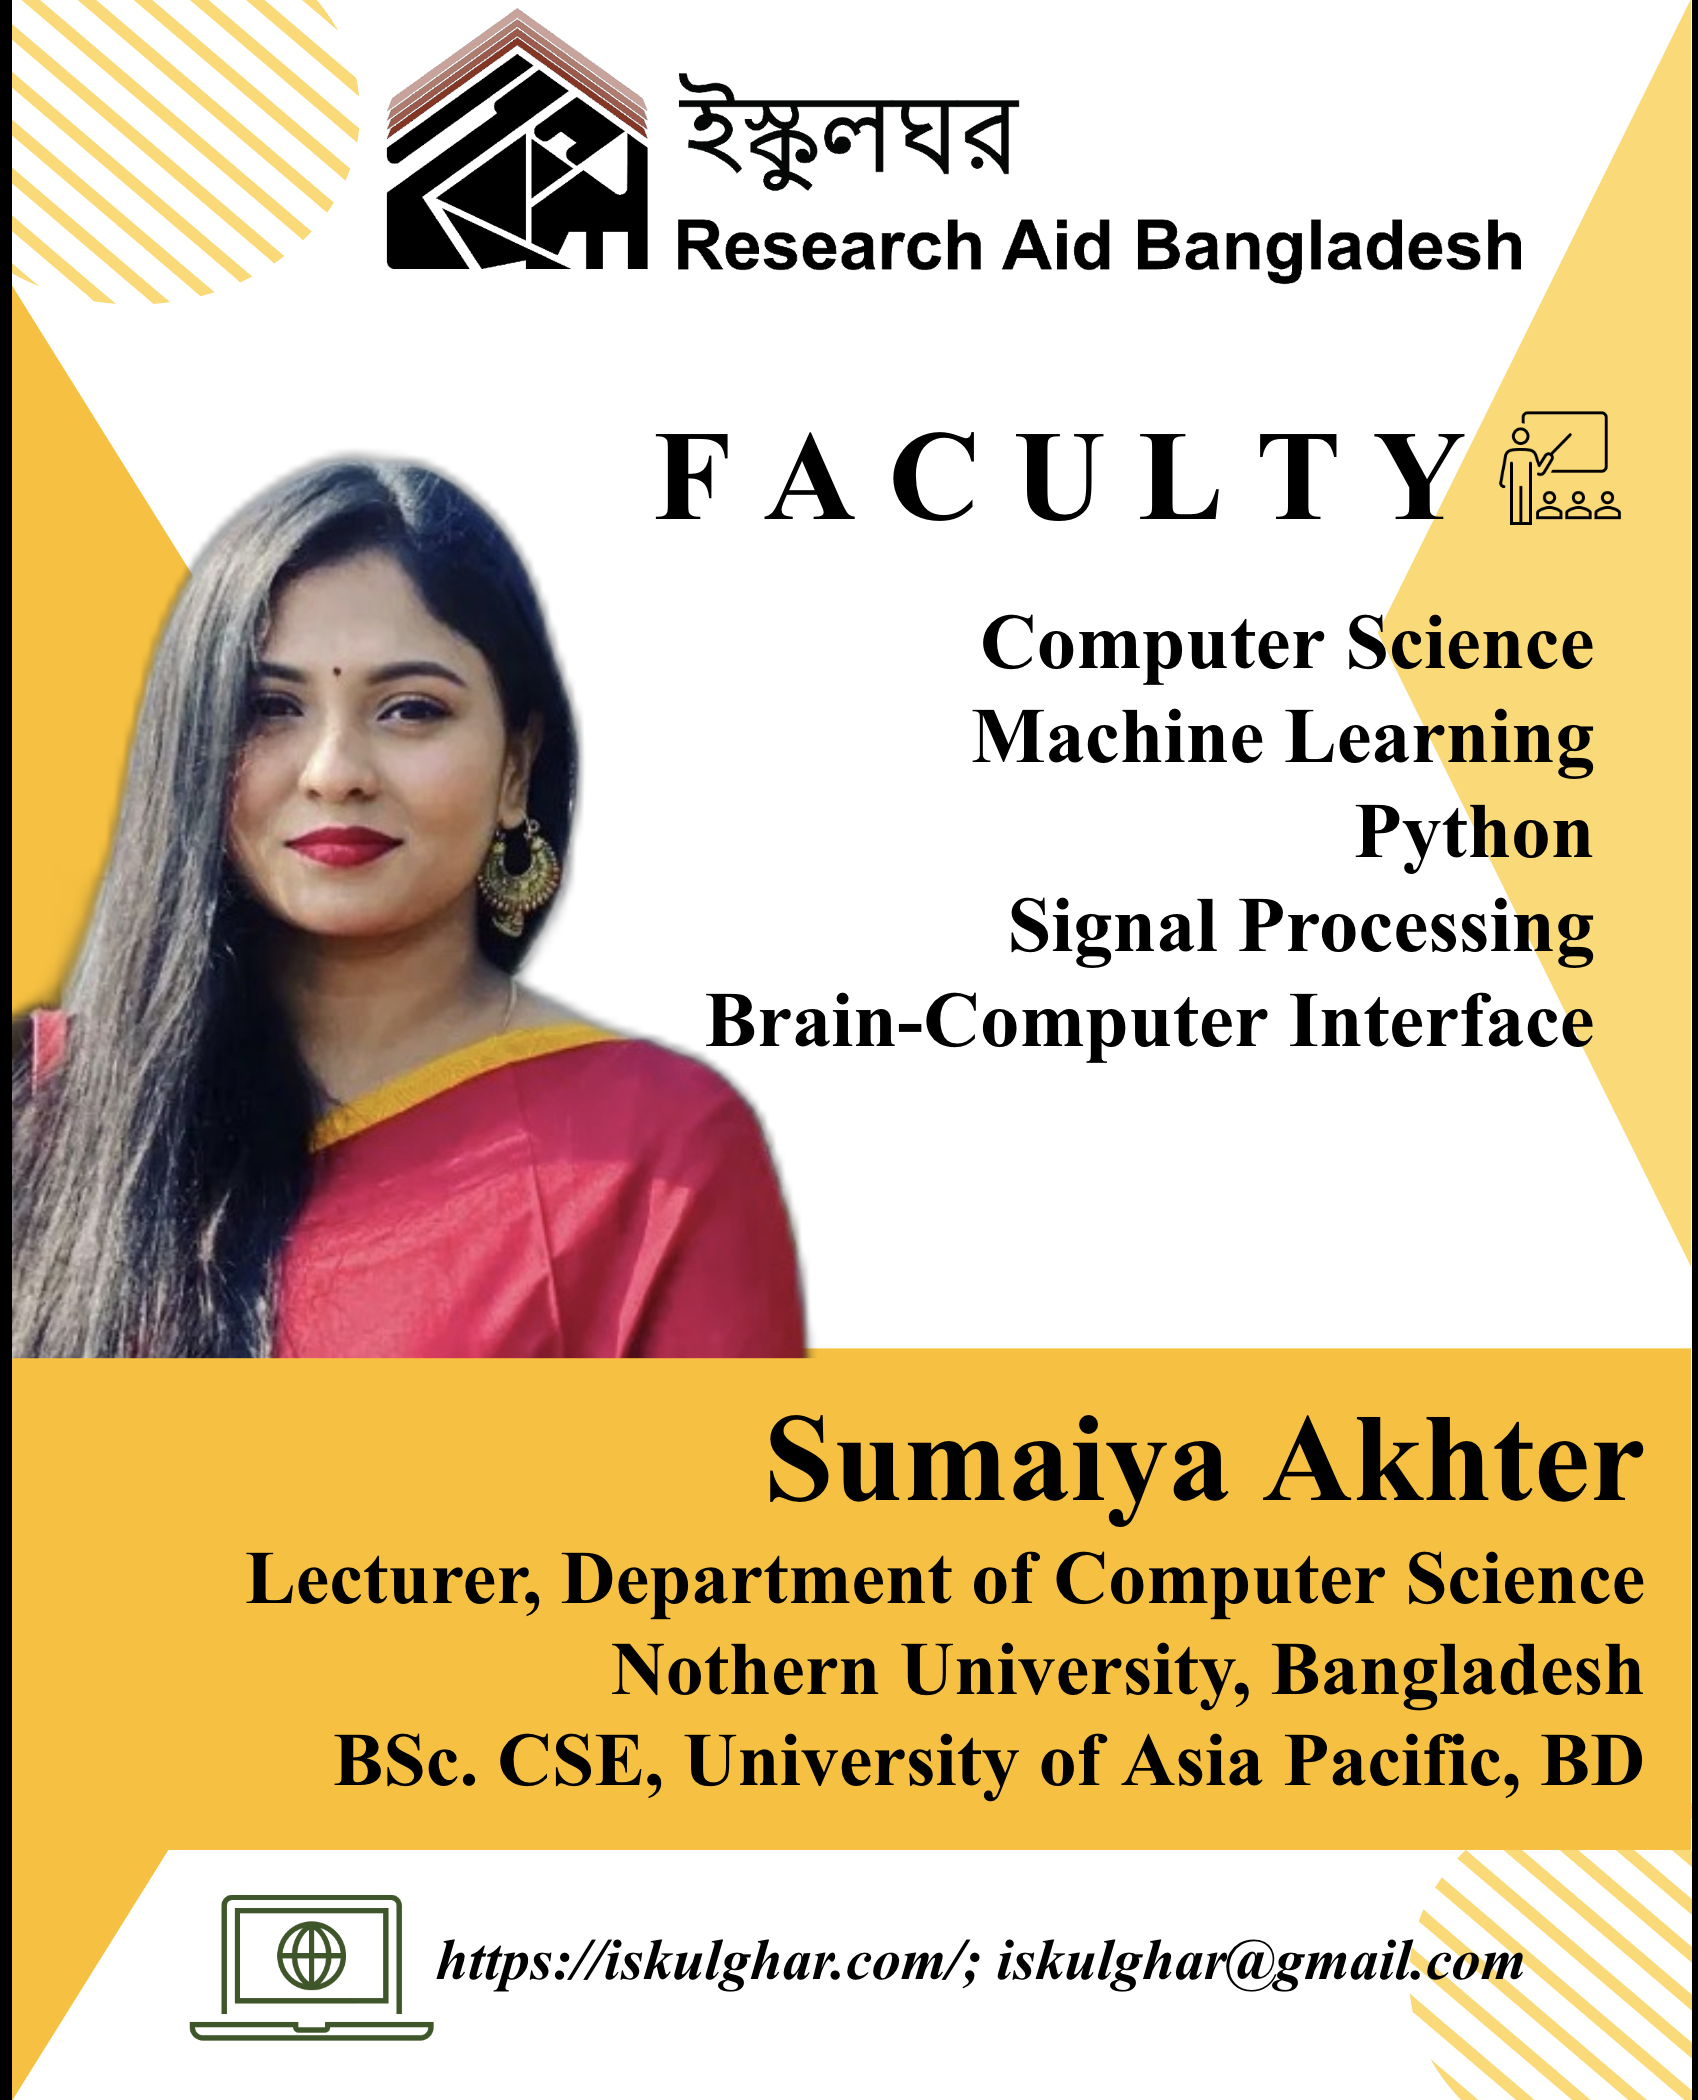 ইস্কুলঘর
Research Aid Bangladesh
FACULTY
Computer Science
Machine Learning
Python
Signal Processing
Brain-Computer Interface
Sumaiya Akhter
Lecturer, Department of Computer Science
Nothern University, Bangladesh
BSc. CSE, University of Asia Pacific, BD
https://iskulghar.com/; iskulghar@gmail.com